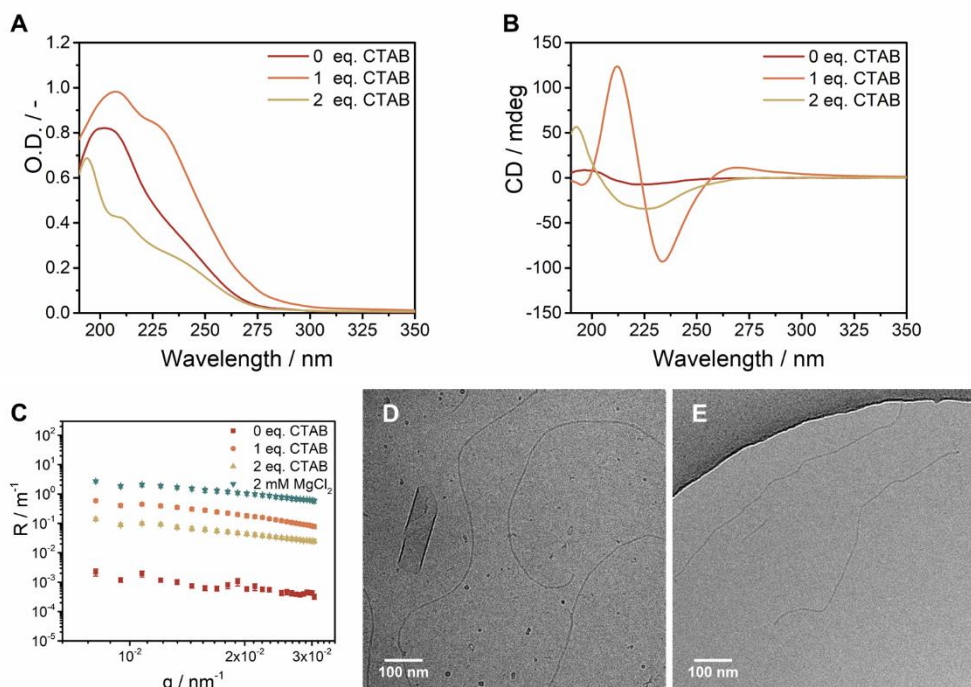 A
1.2
1.0
0.8
0.6
0.4
0.2
0.0
O.D. / -
0 eq. CTAB
1 eq. CTAB
2 eq. CTAB
200 225 250 275 300 325 350
Wavelength / nm
B
150
100
50
0
-50
-100
-150
CD / mdeg
0 eq. CTAB
1 eq. CTAB
2 eq. CTAB
200 225 250 275 300 325 350
Wavelength / nm
C
10²
10¹
10⁰
10⁻¹
10⁻²
10⁻³
10⁻⁴
10⁻⁵
R / m⁻¹
0 eq. CTAB
1 eq. CTAB
2 eq. CTAB
2 mM MgCl₂
10⁻² 2x10⁻² 3x10⁻²
q / nm⁻¹
D
100 nm
E
100 nm